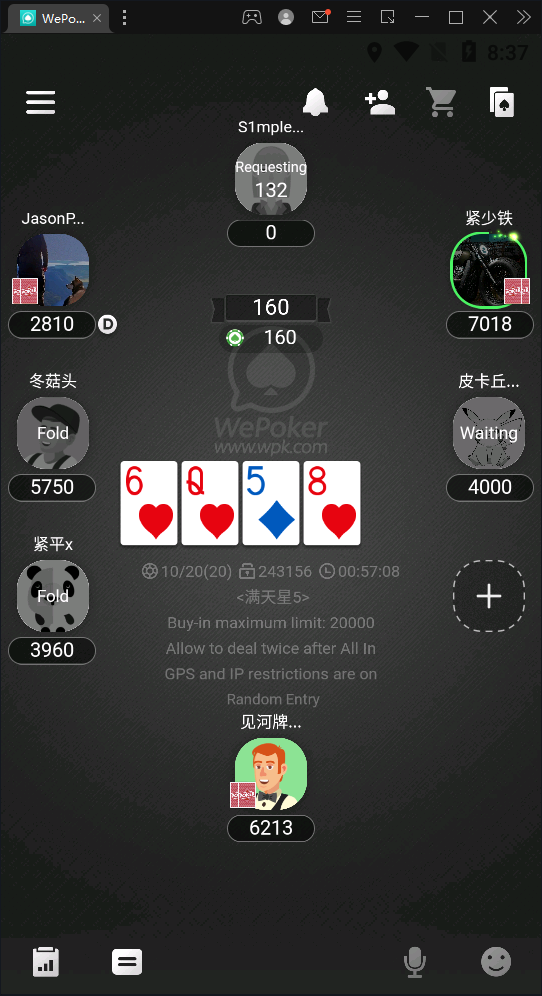 WePo...
8:37
S1mple...
Requesting
132
0
JasonP...
2810
D
紧少铁
7018
160
160
WePoker
www.wpk.com
冬菇头
Fold
5750
皮卡丘...
Waiting
4000
6 Q 5 8
紧平x
Fold
3960
10/20(20) 243156 00:57:08
<满天星5>
Buy-in maximum limit: 20000
Allow to deal twice after All In
GPS and IP restrictions are on
Random Entry
见河牌...
6213